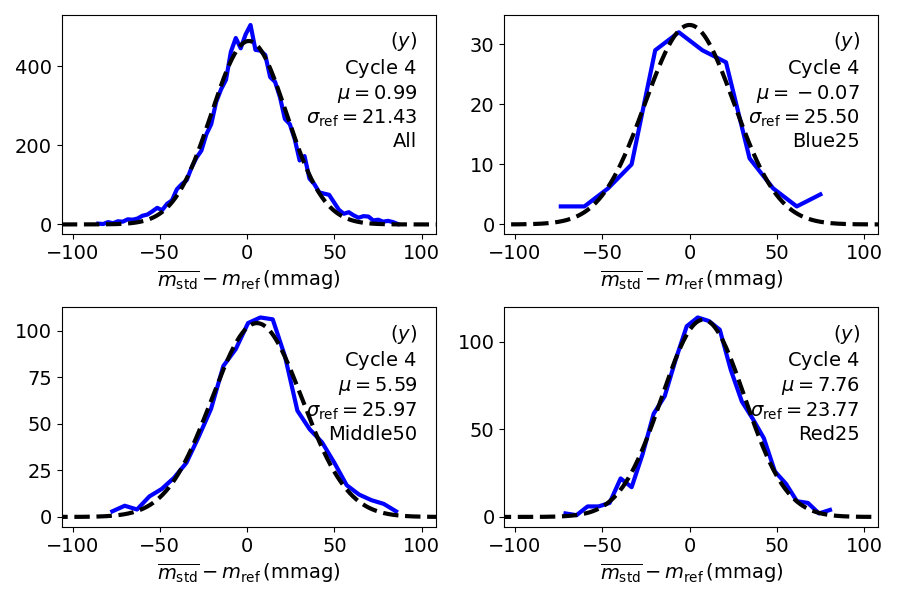 400
200
0
(y)
Cycle 4
μ = 0.99
σref = 21.43
All
−100 −50 0 50 100
m̅std − mref (mmag)
30
20
10
0
(y)
Cycle 4
μ = −0.07
σref = 25.50
Blue25
−100 −50 0 50 100
m̅std − mref (mmag)
100
75
50
25
0
(y)
Cycle 4
μ = 5.59
σref = 25.97
Middle50
−100 −50 0 50 100
m̅std − mref (mmag)
100
50
0
(y)
Cycle 4
μ = 7.76
σref = 23.77
Red25
−100 −50 0 50 100
m̅std − mref (mmag)